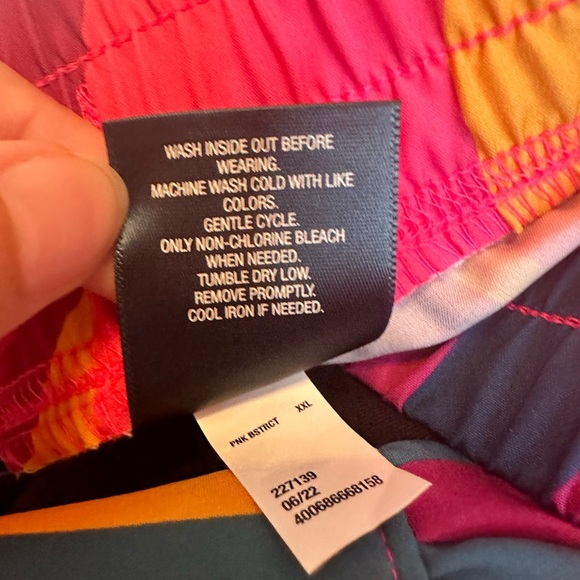 WASH INSIDE OUT BEFORE
WEARING.
MACHINE WASH COLD WITH LIKE
COLORS.
GENTLE CYCLE.
ONLY NON-CHLORINE BLEACH
WHEN NEEDED.
TUMBLE DRY LOW.
REMOVE PROMPTLY.
COOL IRON IF NEEDED.
PNK BSTRCT XXL
227139
06/22
400686668158